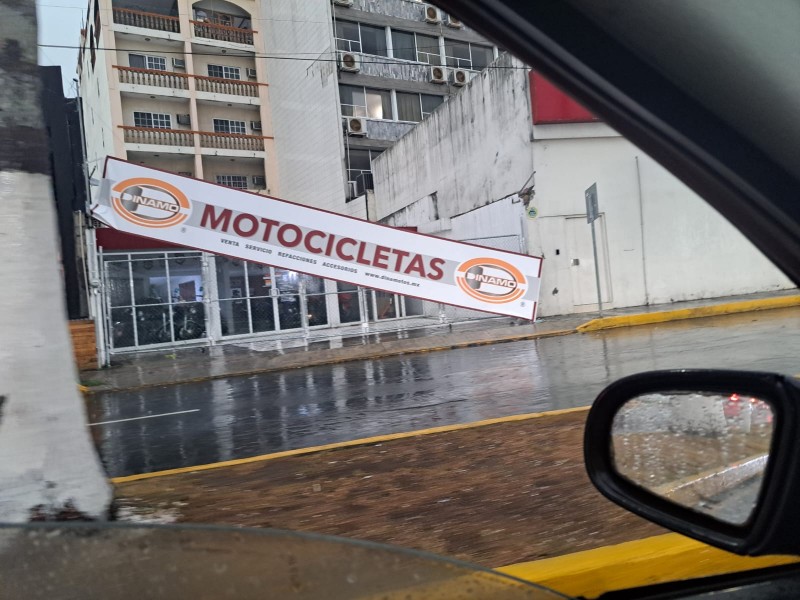 DINAMO
MOTOCICLETAS
VENTA SERVICIO REFACCIONES ACCESORIOS www.dinamotos.mx
DINAMO